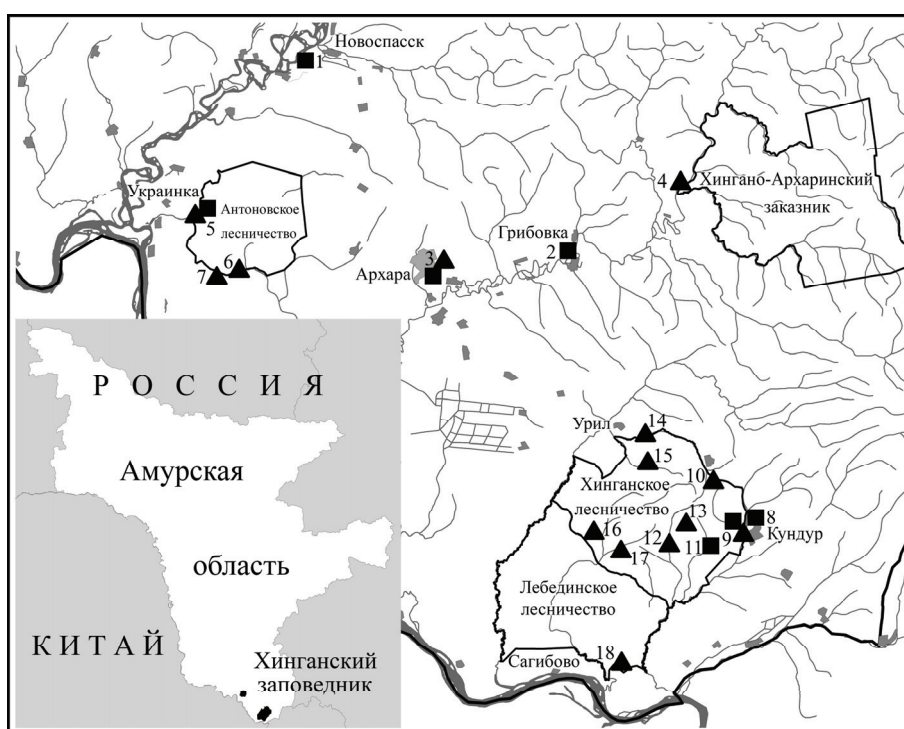 Новоспасск
1
Украинка
Антоновское
лесничество
5
7
6
Архара
3
Грибовка
2
4
Хингано-Архаринский
заказник
РОССИЯ
Амурская
область
КИТАЙ
Хинганский
заповедник
Урил
14
15
10
Хинганское
лесничество
13
8
Кундур
9
16
12
11
17
Лебединское
лесничество
Сагибово
18